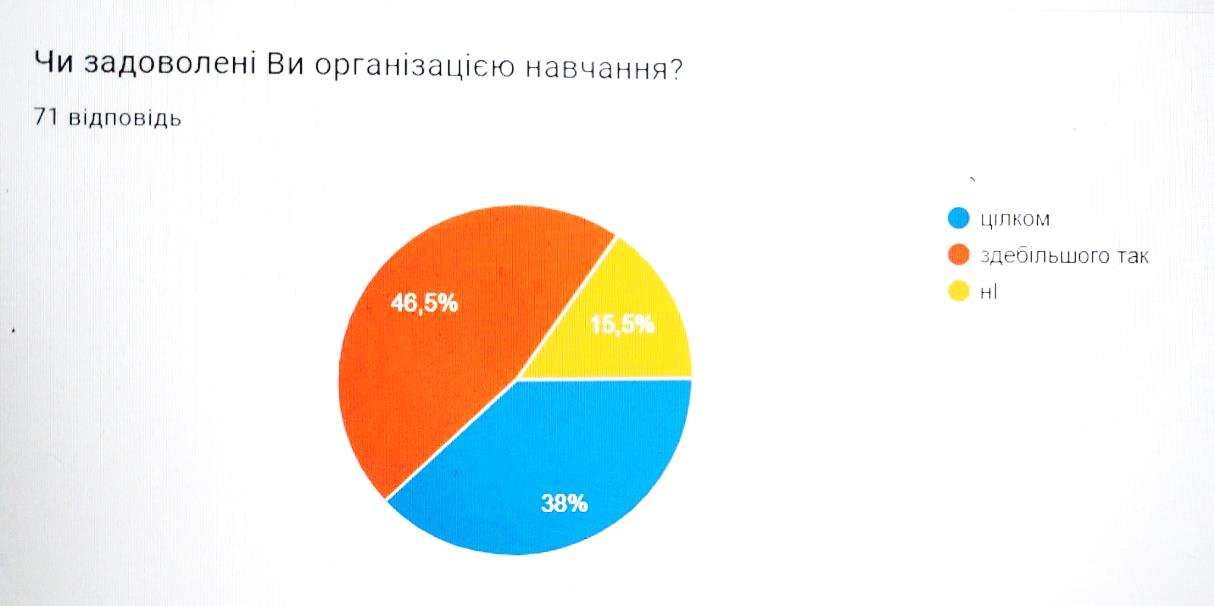 Чи задоволені Ви організацією навчання?
71 відповідь
цілком
здебільшого так
нІ
46,5%
15,5%
38%